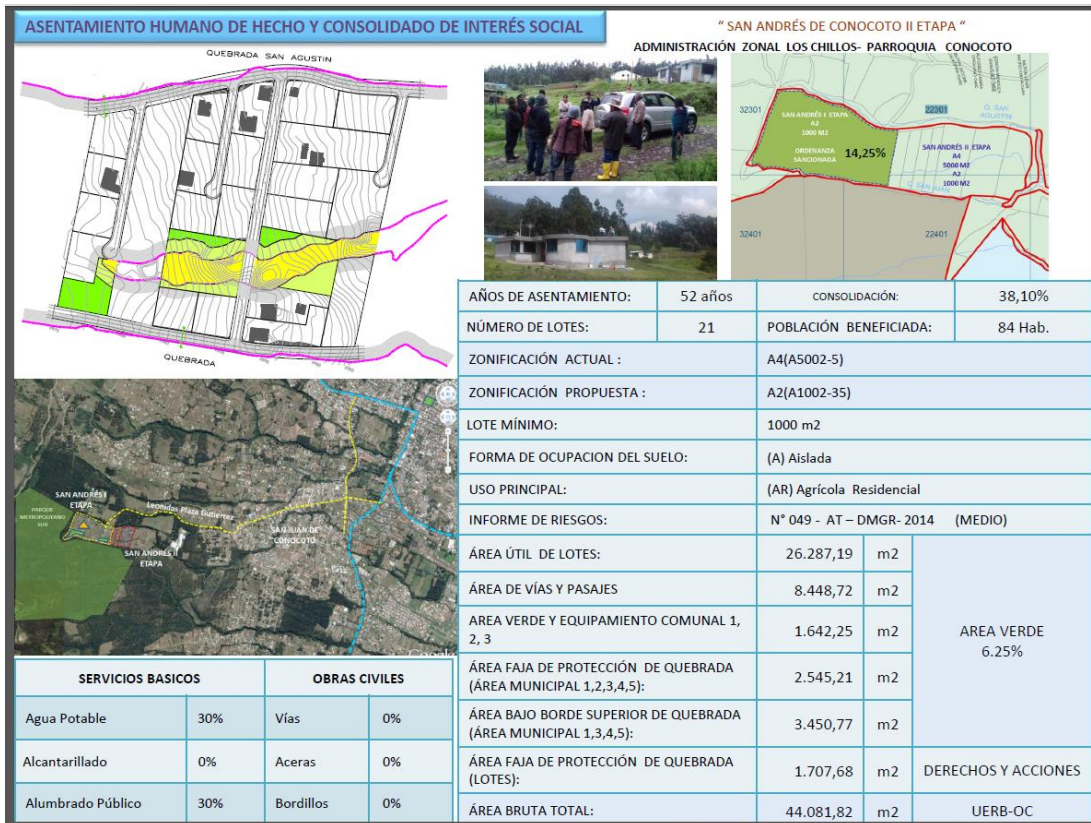 ASENTAMIENTO HUMANO DE HECHO Y CONSOLIDADO DE INTERÉS SOCIAL
“ SAN ANDRÉS DE CONOCOTO II ETAPA “
ADMINISTRACIÓN ZONAL LOS CHILLOS- PARROQUIA CONOCOTO
QUEBRADA SAN AGUSTIN
QUEBRADA
32301
22301
Q. SAN
AGUSTIN
SAN ANDRÉS I ETAPA
A2
1000 M2
ORDENANZA
SANCIONADA
14,25%
SAN ANDRÉS II ETAPA
A4
5000 M2
A2
1000 M2
Q. SAN JUAN
32401
22401
AÑOS DE ASENTAMIENTO: 52 años CONSOLIDACIÓN: 38,10%
NÚMERO DE LOTES: 21 POBLACIÓN BENEFICIADA: 84 Hab.
ZONIFICACIÓN ACTUAL : A4(A5002-5)
ZONIFICACIÓN PROPUESTA : A2(A1002-35)
LOTE MÍNIMO: 1000 m2
FORMA DE OCUPACION DEL SUELO: (A) Aislada
USO PRINCIPAL: (AR) Agrícola Residencial
INFORME DE RIESGOS: N° 049 - AT – DMGR- 2014 (MEDIO)
ÁREA ÚTIL DE LOTES: 26.287,19 m2
ÁREA DE VÍAS Y PASAJES 8.448,72 m2
AREA VERDE Y EQUIPAMIENTO COMUNAL 1,
2, 3 1.642,25 m2
AREA VERDE
6.25%
ÁREA FAJA DE PROTECCIÓN DE QUEBRADA
(ÁREA MUNICIPAL 1,2,3,4,5): 2.545,21 m2
ÁREA BAJO BORDE SUPERIOR DE QUEBRADA
(ÁREA MUNICIPAL 1,3,4,5): 3.450,77 m2
ÁREA FAJA DE PROTECCIÓN DE QUEBRADA
(LOTES): 1.707,68 m2 DERECHOS Y ACCIONES
ÁREA BRUTA TOTAL: 44.081,82 m2 UERB-OC
SAN ANDRÉS I
ETAPA
PARQUE
METROPOLITANO
SUR
Leonidas Plaza Gutierrez
SAN JUAN DE
CONOCOTO
SAN ANDRÉS II
ETAPA
Google
SERVICIOS BASICOS OBRAS CIVILES
Agua Potable 30% Vías 0%
Alcantarillado 0% Aceras 0%
Alumbrado Público 30% Bordillos 0%